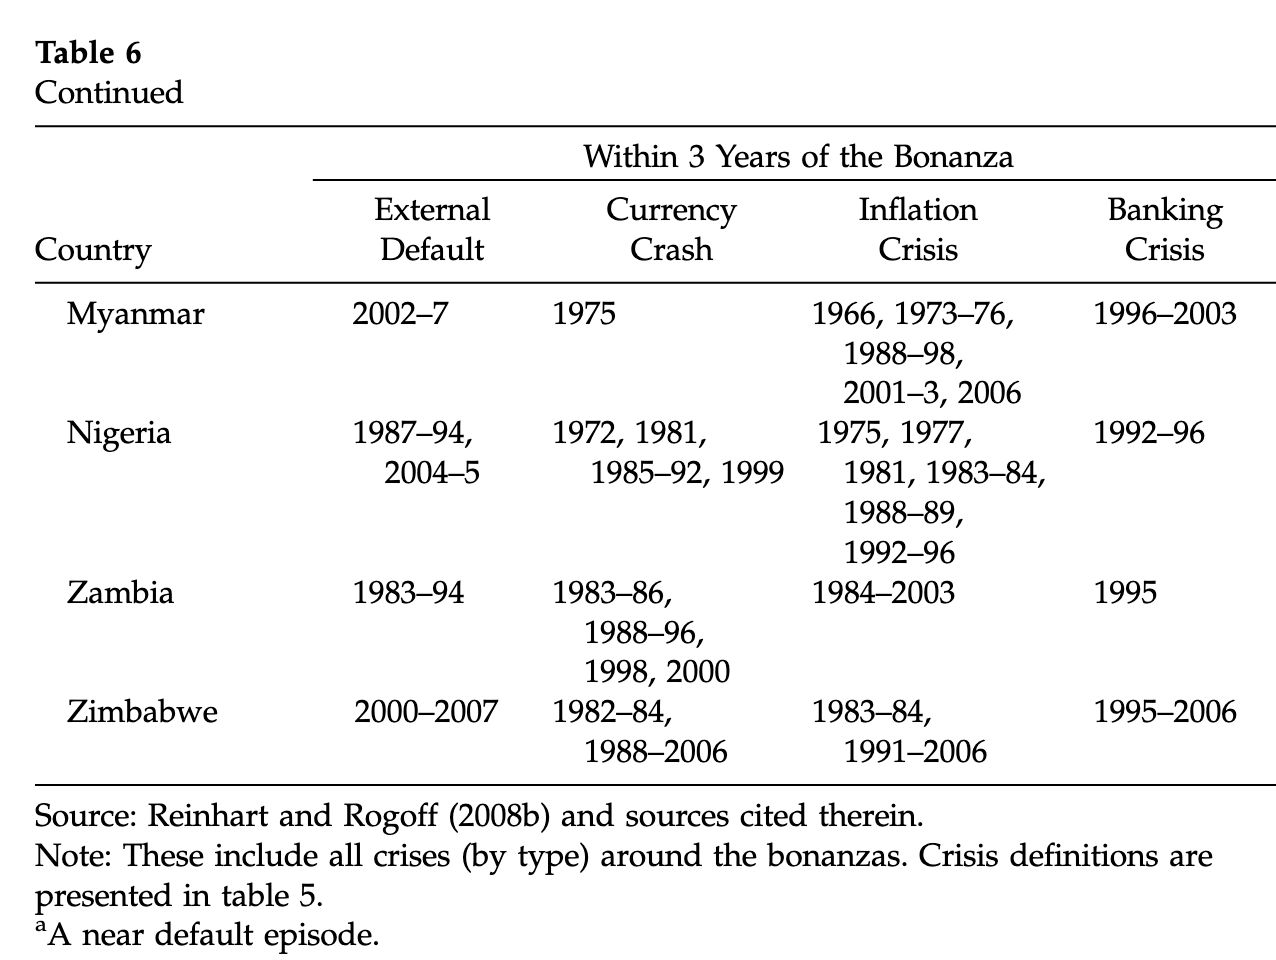 Table 6
Continued
Within 3 Years of the Bonanza
External Currency Inflation Banking
Country Default Crash Crisis Crisis
Myanmar 2002–7 1975 1966, 1973–76, 1996–2003
1988–98,
2001–3, 2006
Nigeria 1987–94, 1972, 1981, 1975, 1977, 1992–96
2004–5 1985–92, 1999 1981, 1983–84,
1988–89,
1992–96
Zambia 1983–94 1983–86, 1984–2003 1995
1988–96,
1998, 2000
Zimbabwe 2000–2007 1982–84, 1983–84, 1995–2006
1988–2006 1991–2006
Source: Reinhart and Rogoff (2008b) and sources cited therein.
Note: These include all crises (by type) around the bonanzas. Crisis definitions are
presented in table 5.
aA near default episode.